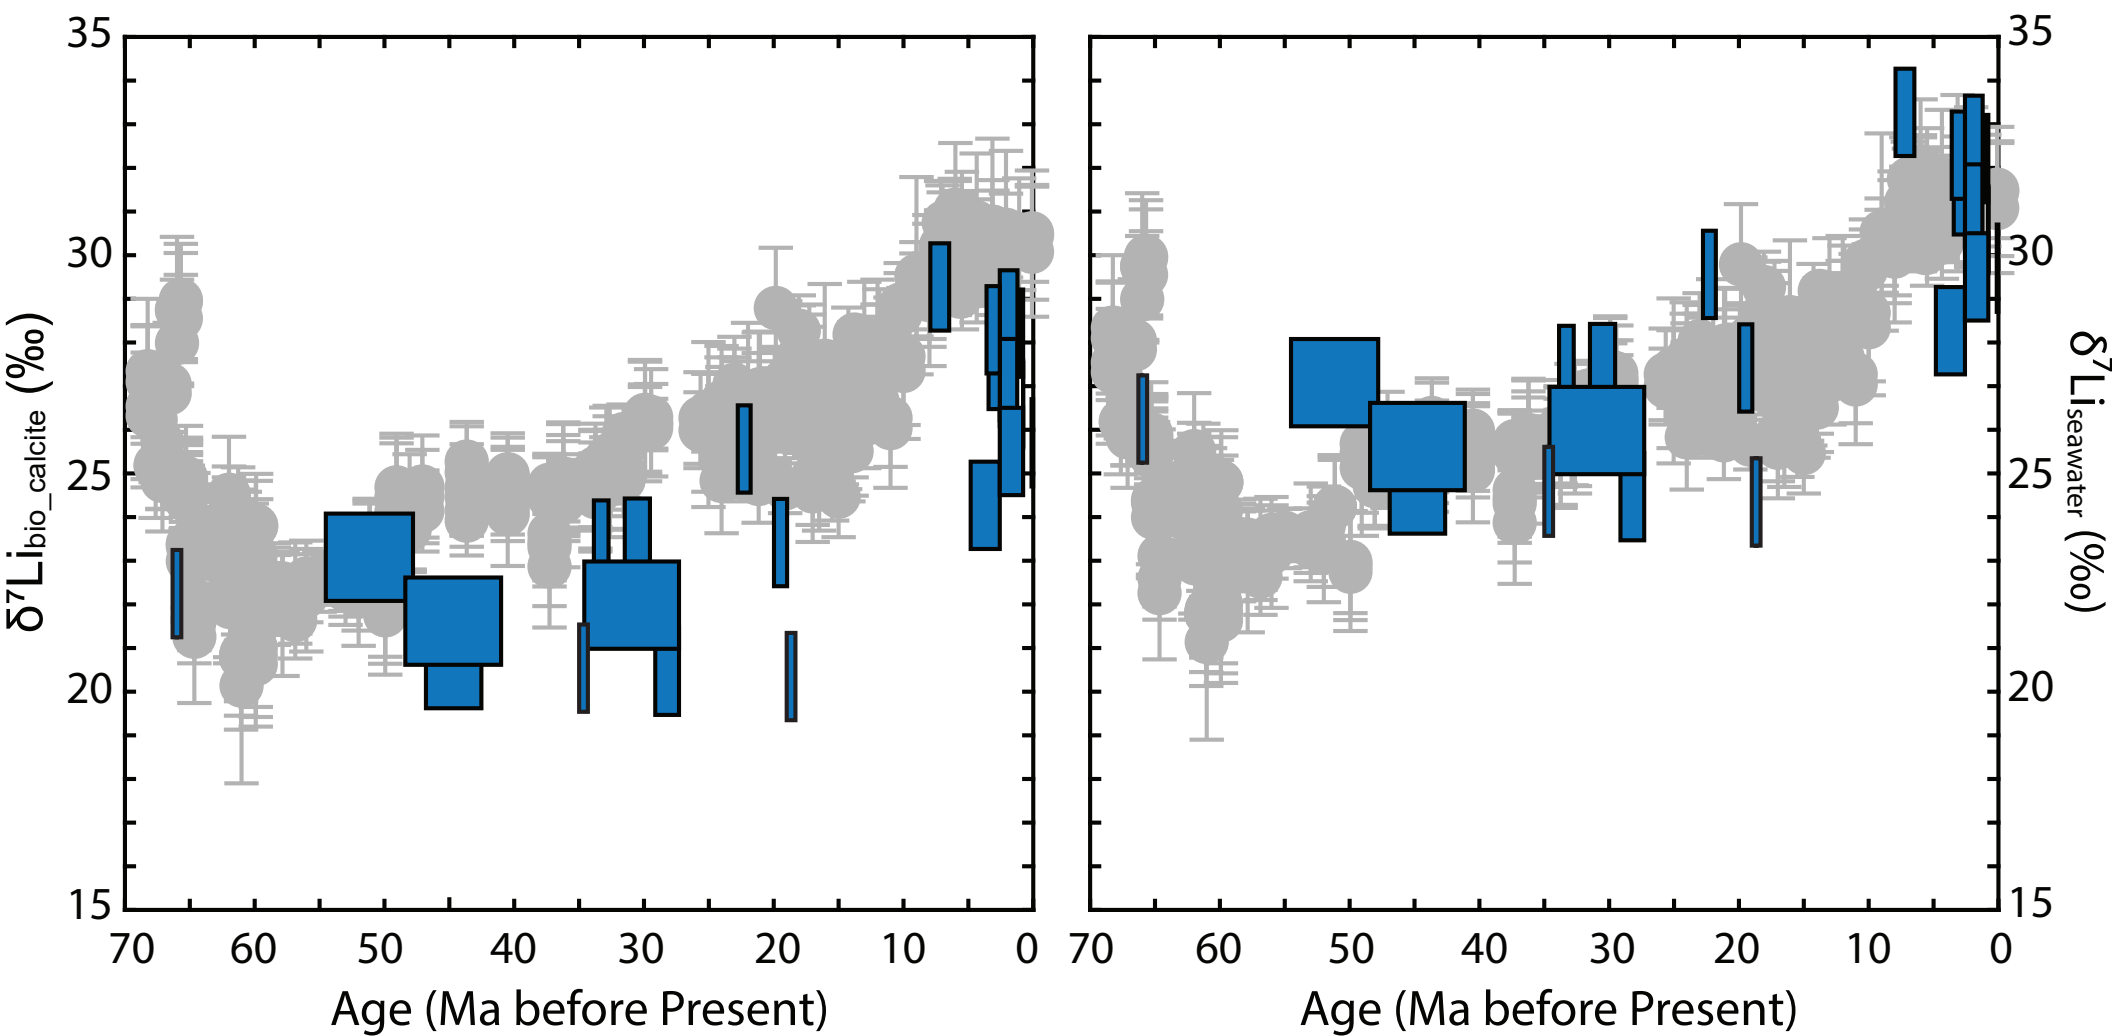 35
30
25
20
15
δ⁷Libio_calcite (‰)
70 60 50 40 30 20 10 0
Age (Ma before Present)
35
30
25
20
15
δ⁷Liseawater (‰)
70 60 50 40 30 20 10 0
Age (Ma before Present)